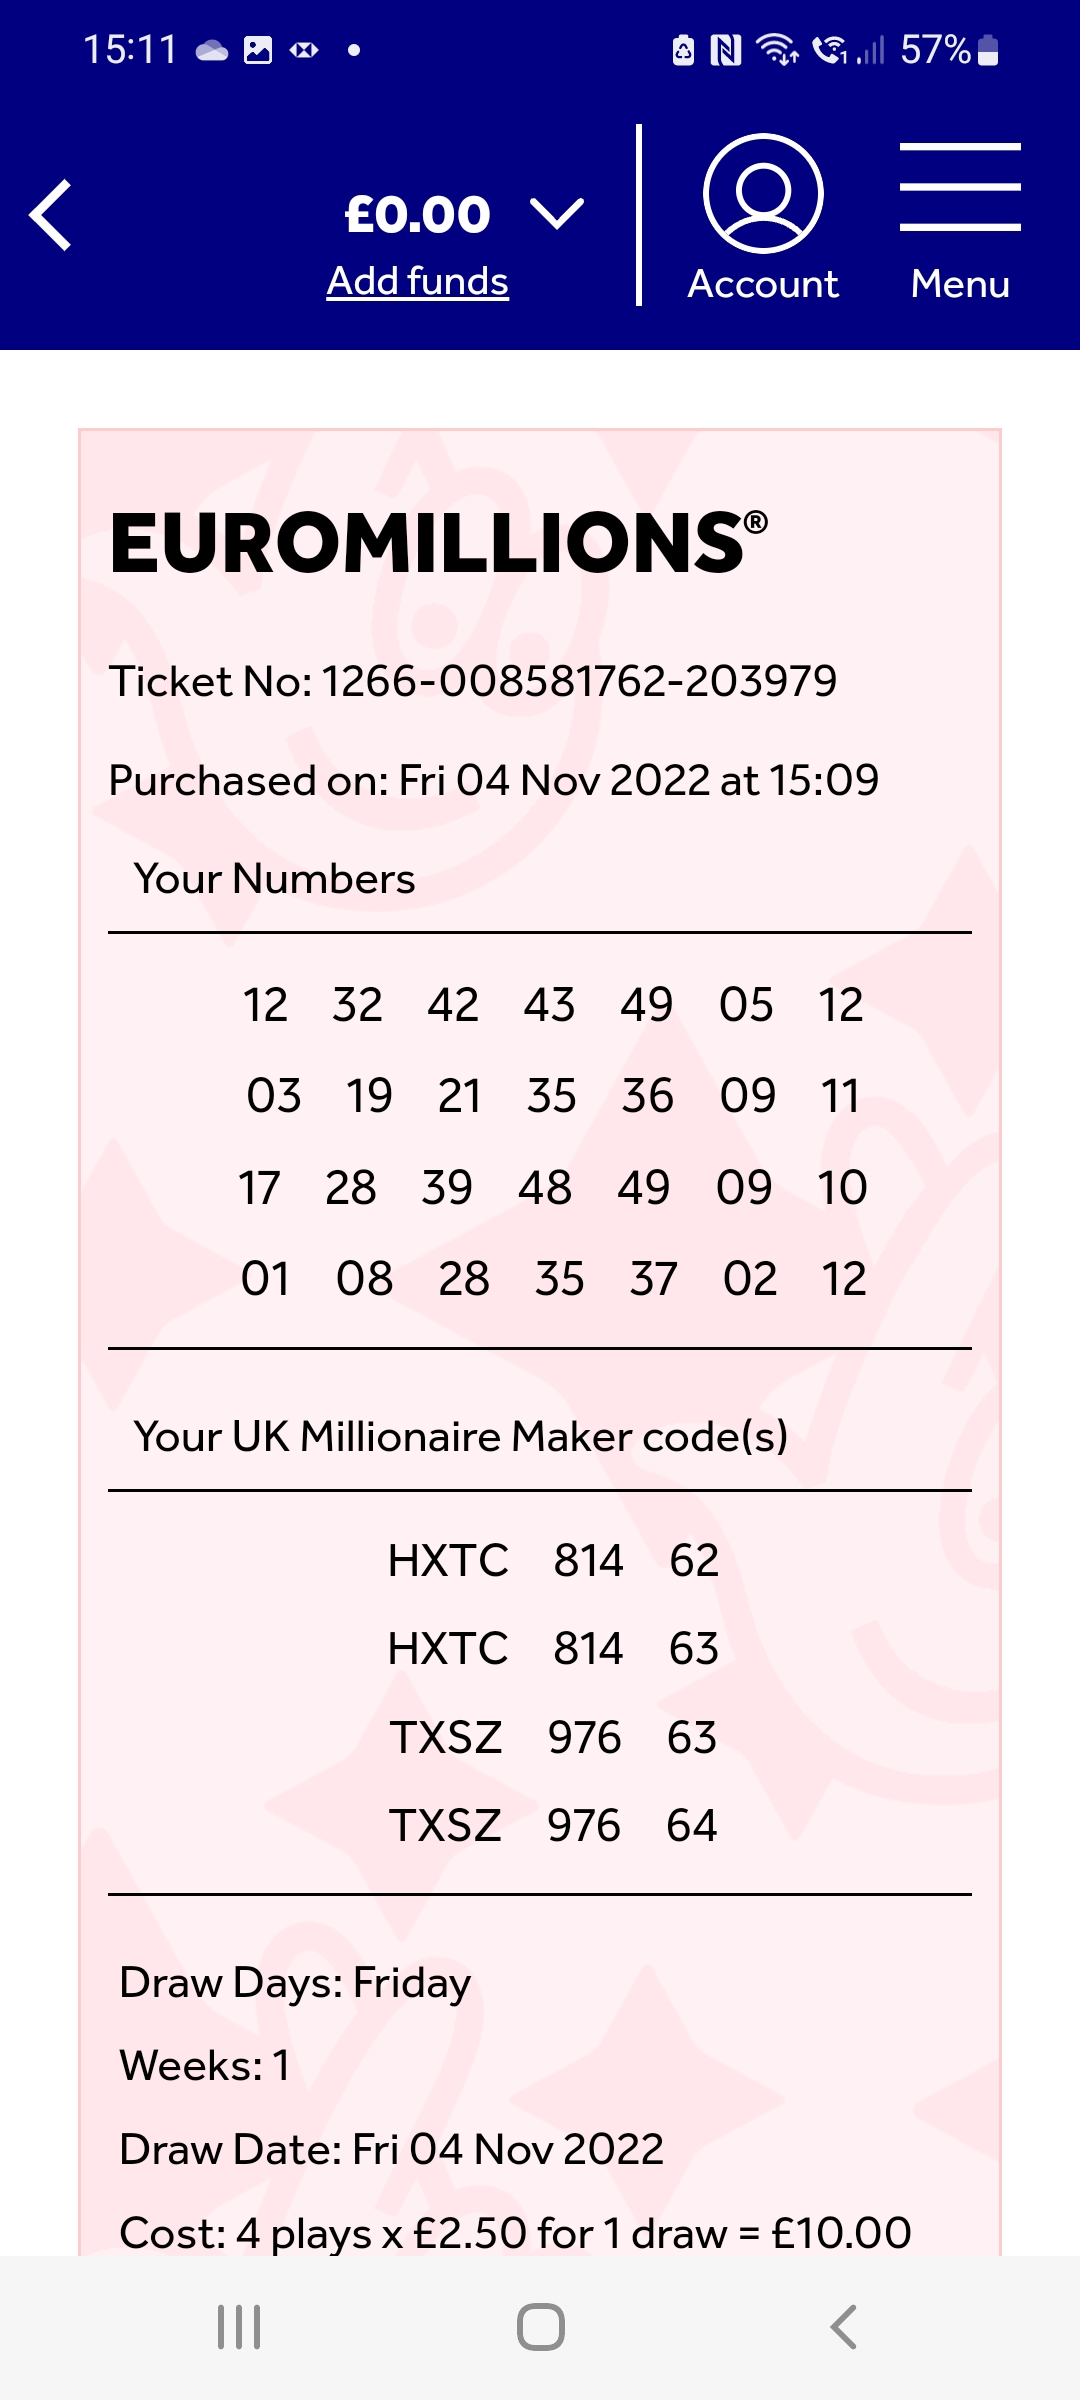 15:11 57%
£0.00
Add funds
Account
Menu
EUROMILLIONS®
Ticket No: 1266-008581762-203979
Purchased on: Fri 04 Nov 2022 at 15:09
Your Numbers
12 32 42 43 49 05 12
03 19 21 35 36 09 11
17 28 39 48 49 09 10
01 08 28 35 37 02 12
Your UK Millionaire Maker code(s)
HXTC 814 62
HXTC 814 63
TXSZ 976 63
TXSZ 976 64
Draw Days: Friday
Weeks: 1
Draw Date: Fri 04 Nov 2022
Cost: 4 plays x £2.50 for 1 draw = £10.00